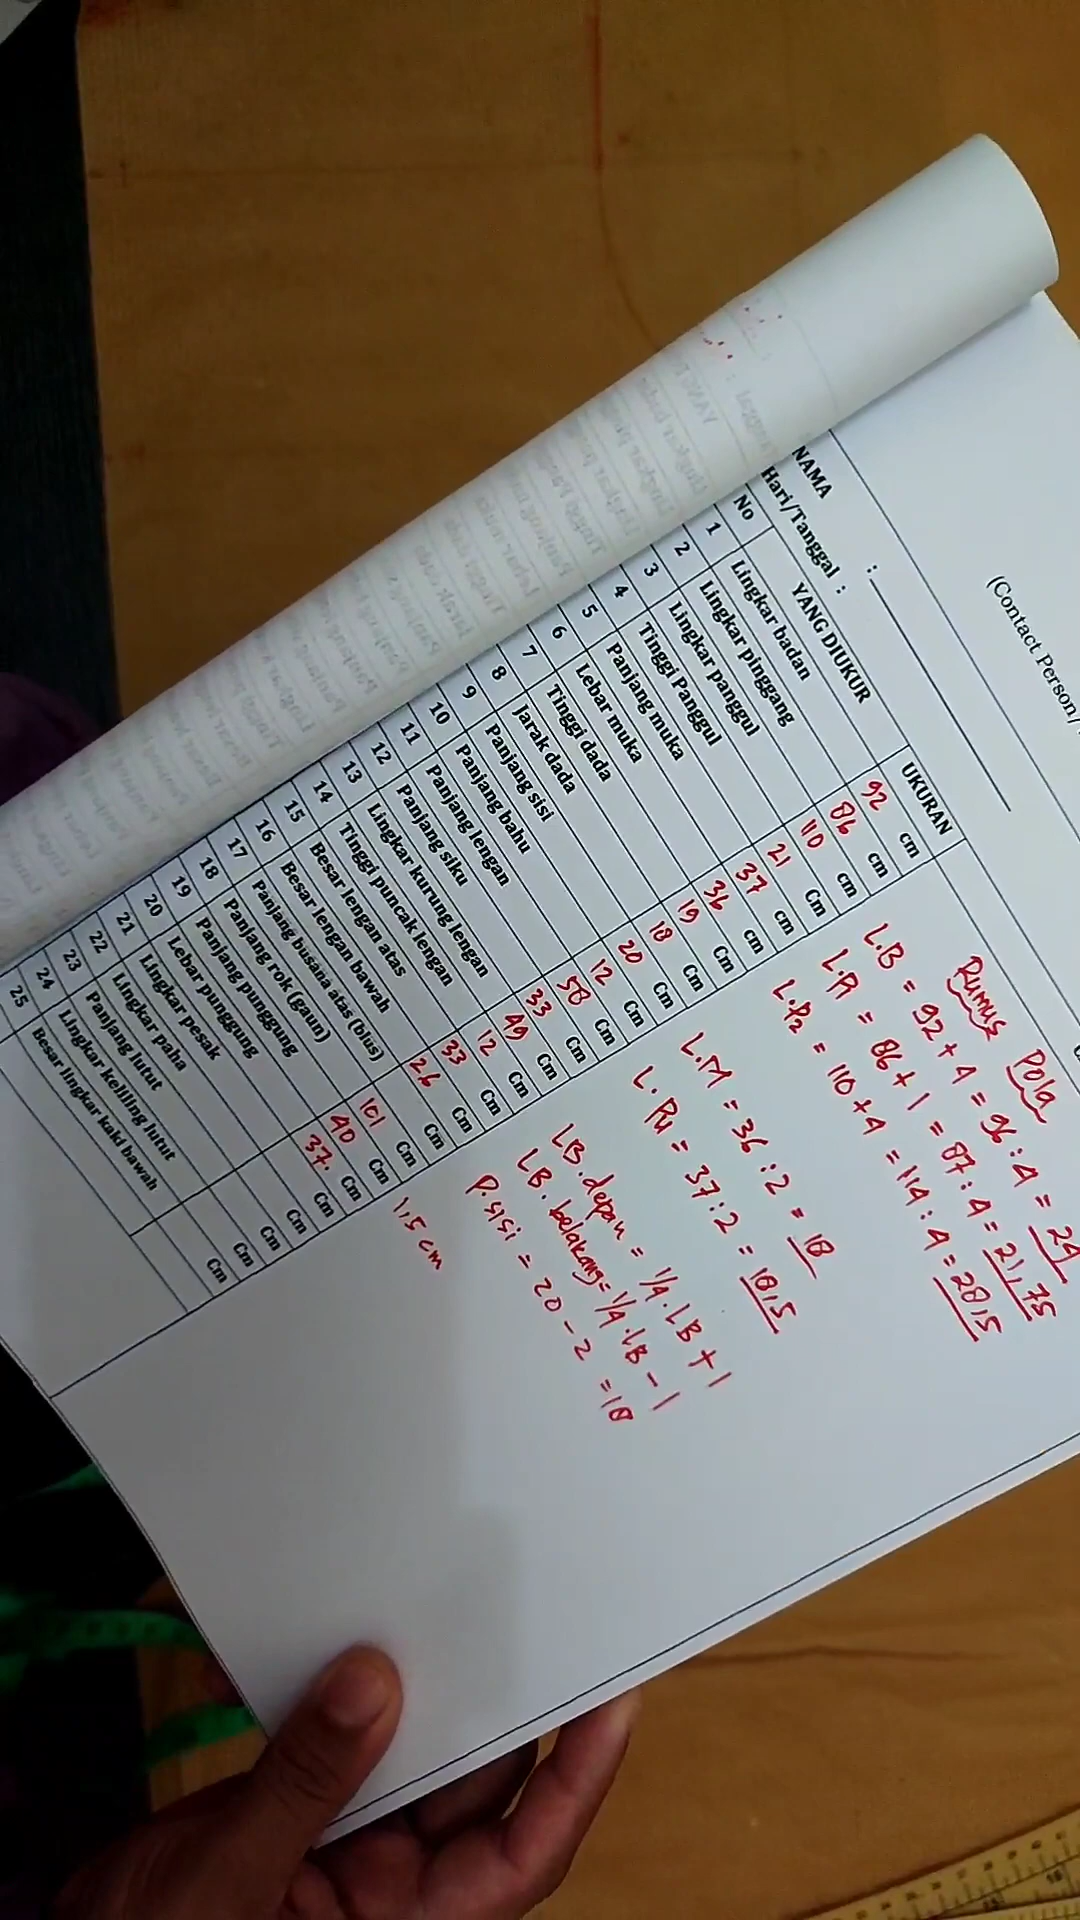 (Contact Person/
NAMA :
Hari/Tanggal :
No YANG DIUKUR UKURAN
1 Lingkar badan 92 cm
2 Lingkar pinggang 86 cm
3 Lingkar panggul 110 cm
4 Tinggi Panggul 21 Cm
5 Panjang muka 37 cm
6 Lebar muka 36 cm
7 Tinggi dada 19 Cm
8 Jarak dada 18 Cm
9 Panjang sisi 20 Cm
10 Panjang bahu 12 Cm
11 Panjang lengan 58 Cm
12 Panjang siku 33 Cm
13 Lingkar kurung lengan 49 Cm
14 Tinggi puncak lengan 12 Cm
15 Besar lengan atas 33 Cm
16 Besar lengan bawah 26 Cm
17 Panjang busana atas (blus) Cm
18 Panjang rok (gaun) 101 Cm
19 Panjang punggung 40 Cm
20 Lebar punggung 37. Cm
21 Lingkar pesak Cm
22 Lingkar paha Cm
23 Panjang lutut Cm
24 Lingkar keliling lutut Cm
25 Besar lingkar kaki bawah
Rumus Pola
L.B = 92 + 4 = 96 : 4 = 24
L.Pi = 86 + 1 = 87 : 4 = 21,75
L.P2 = 110 + 4 = 114 : 4 = 28,5
L.M = 36 : 2 = 18
L. Pu = 37 : 2 = 18,5
LB. depan = 1/4 . LB + 1
LB. belakang = 1/4 . LB - 1
P. sisi = 20 - 2 = 18
1,5 cm